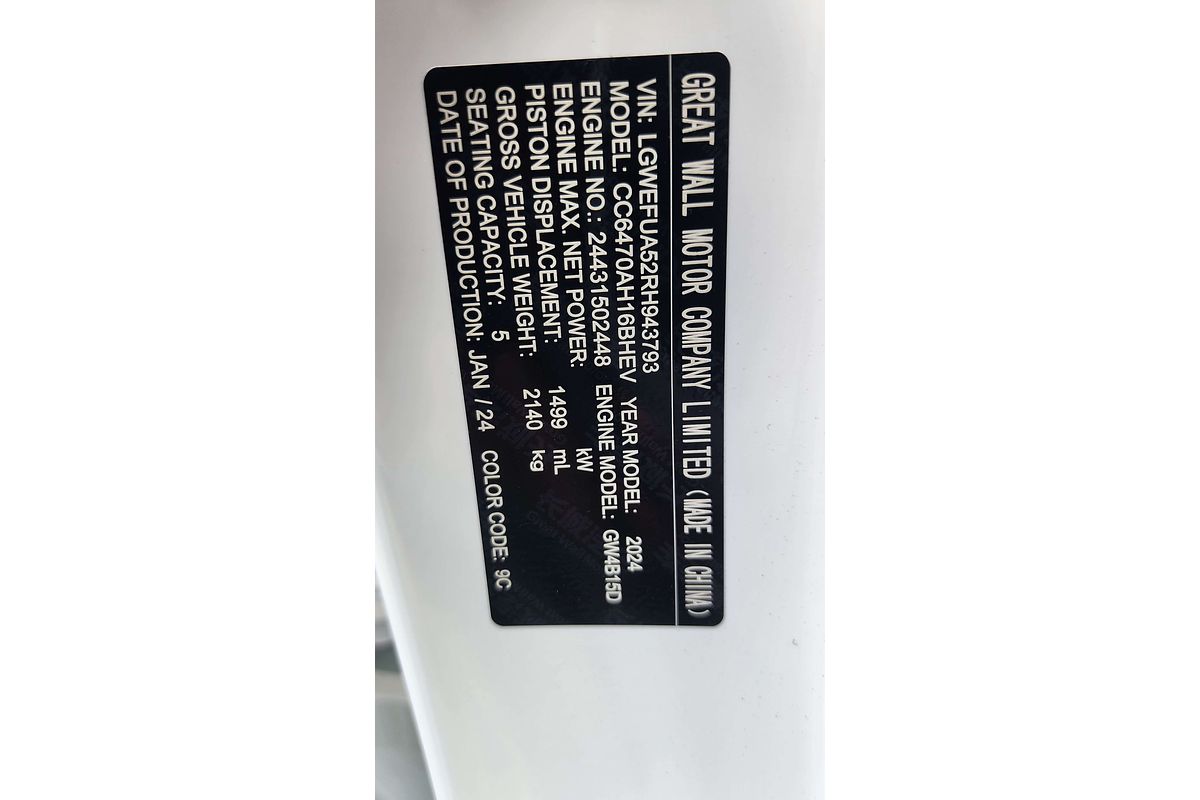 GREAT WALL MOTOR COMPANY LIMITED (MADE IN CHINA)
VIN: LGWEFUA52RH943793
MODEL: CC6470AH16BHEV YEAR MODEL: 2024
ENGINE NO.: 24431502448 ENGINE MODEL: GW4B15D
ENGINE MAX. NET POWER: kW
PISTON DISPLACEMENT: 1499 mL
GROSS VEHICLE WEIGHT: 2140 kg
SEATING CAPACITY: 5
DATE OF PRODUCTION: JAN / 24 COLOR CODE: 9C